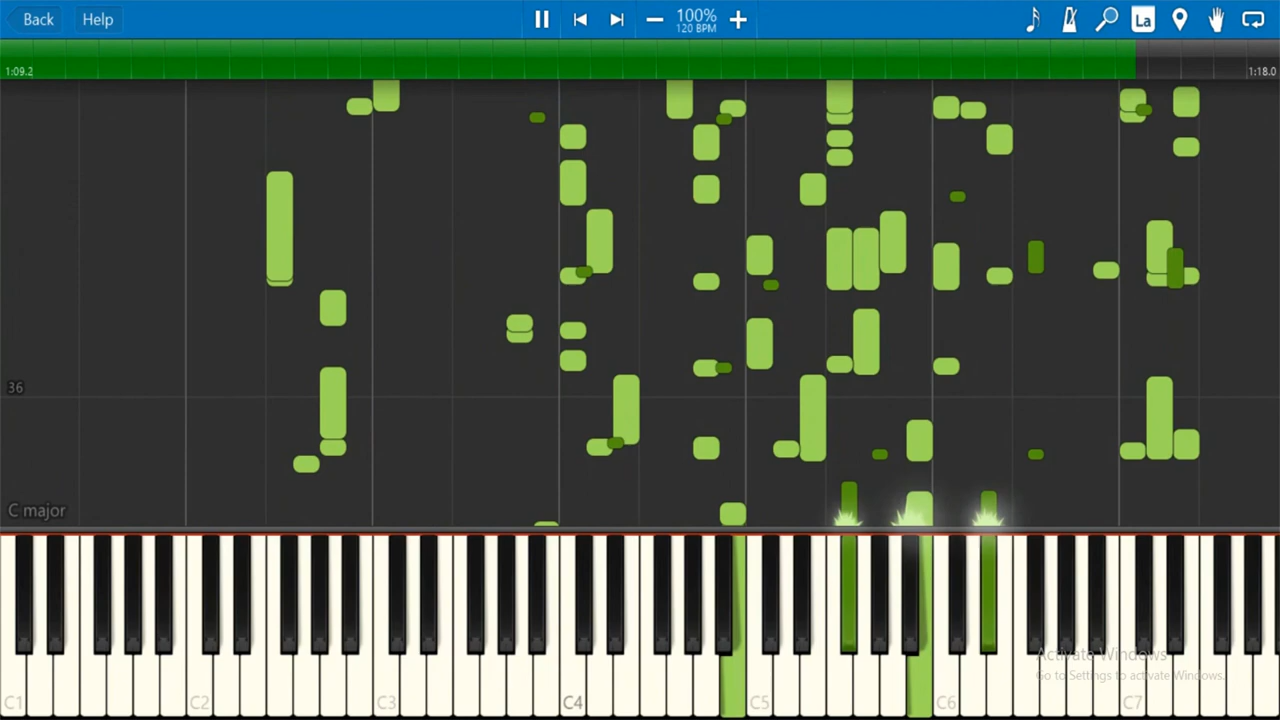 Back Help 100% La
120 BPM
1:09.2 1:18.0
36
C major
Activate Windows
Go to Settings to activate Windows.
C1 C2 C3 C4 C5 C6 C7